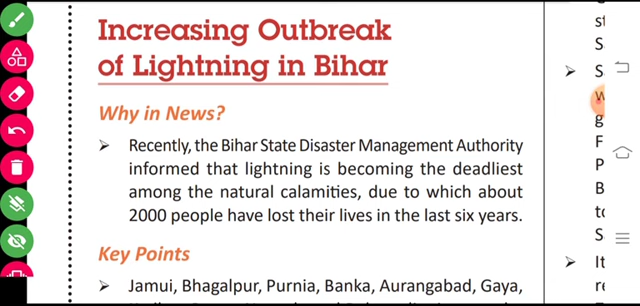 Increasing Outbreak
of Lightning in Bihar
Why in News?
➤ Recently, the Bihar State Disaster Management Authority
informed that lightning is becoming the deadliest
among the natural calamities, due to which about
2000 people have lost their lives in the last six years.
Key Points
➤ Jamui, Bhagalpur, Purnia, Banka, Aurangabad, Gaya,